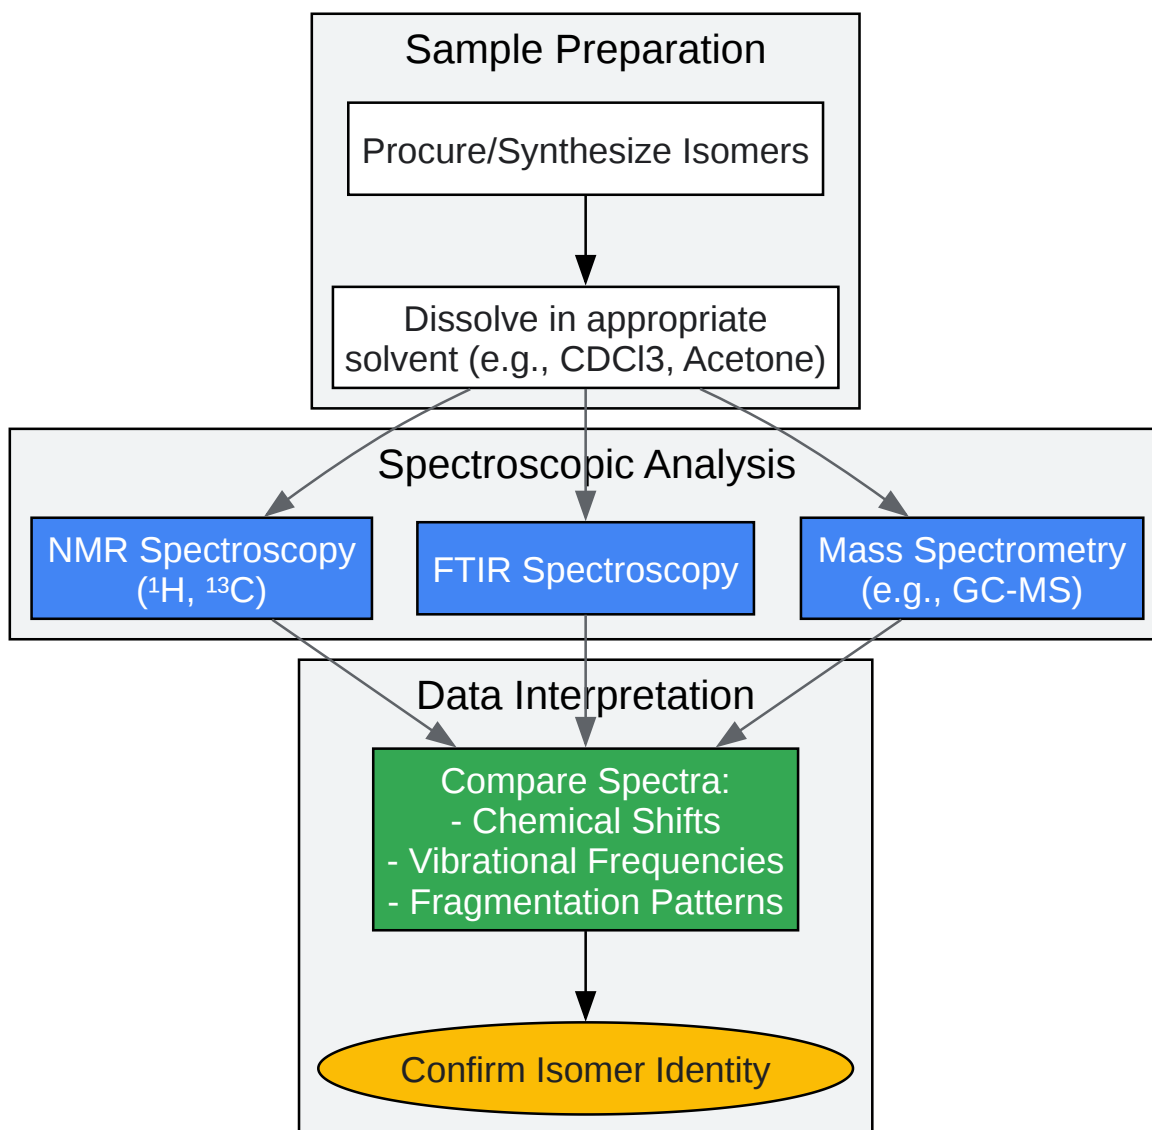 Sample Preparation
Procure/Synthesize Isomers
Dissolve in appropriate
solvent (e.g., CDCl3, Acetone)
Spectroscopic Analysis
NMR Spectroscopy
(¹H, ¹³C)
FTIR Spectroscopy
Mass Spectrometry
(e.g., GC-MS)
Data Interpretation
Compare Spectra:
- Chemical Shifts
- Vibrational Frequencies
- Fragmentation Patterns
Confirm Isomer Identity